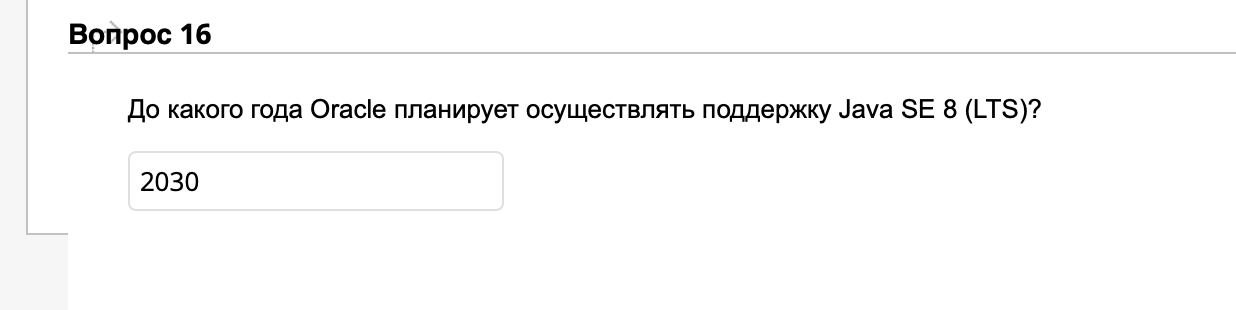 Вопрос 16
До какого года Oracle планирует осуществлять поддержку Java SE 8 (LTS)?
2030